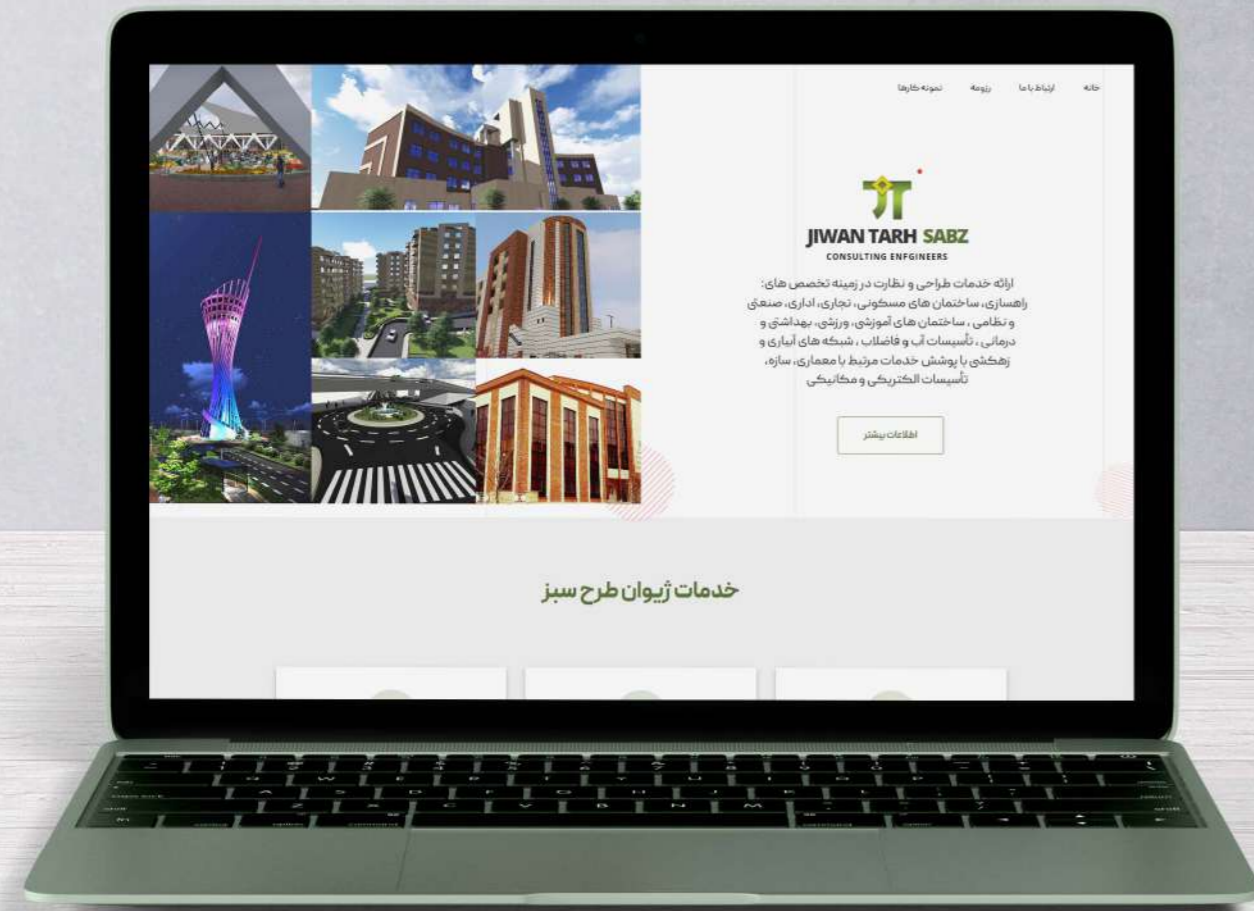 خانه ارتباط با ما رزومه نمونه کارها
JIWAN TARH SABZ
CONSULTING ENFGINEERS
ارائه خدمات طراحی و نظارت در زمینه تخصص های:
راهسازی، ساختمان های مسکونی، تجاری، اداری، صنعتی
و نظامی ، ساختمان های آموزشی، ورزشی، بهداشتی و
درمانی ، تأسیسات آب و فاضلاب ، شبکه های آبیاری و
زهکشی با پوشش خدمات مرتبط با معماری، سازه،
تأسیسات الکتریکی و مکانیکی
اطلاعات بیشتر
خدمات ژیوان طرح سبز